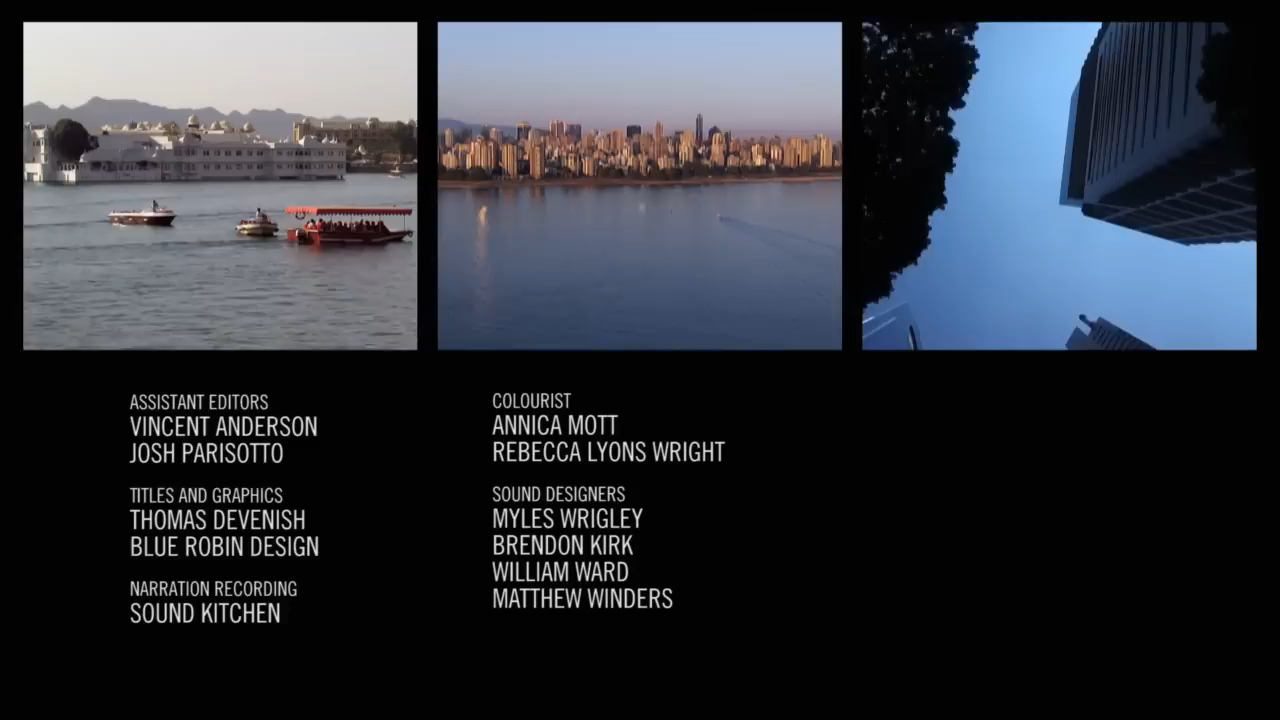 ASSISTANT EDITORS
VINCENT ANDERSON
JOSH PARISOTTO
TITLES AND GRAPHICS
THOMAS DEVENISH
BLUE ROBIN DESIGN
NARRATION RECORDING
SOUND KITCHEN
COLOURIST
ANNICA MOTT
REBECCA LYONS WRIGHT
SOUND DESIGNERS
MYLES WRIGLEY
BRENDON KIRK
WILLIAM WARD
MATTHEW WINDERS